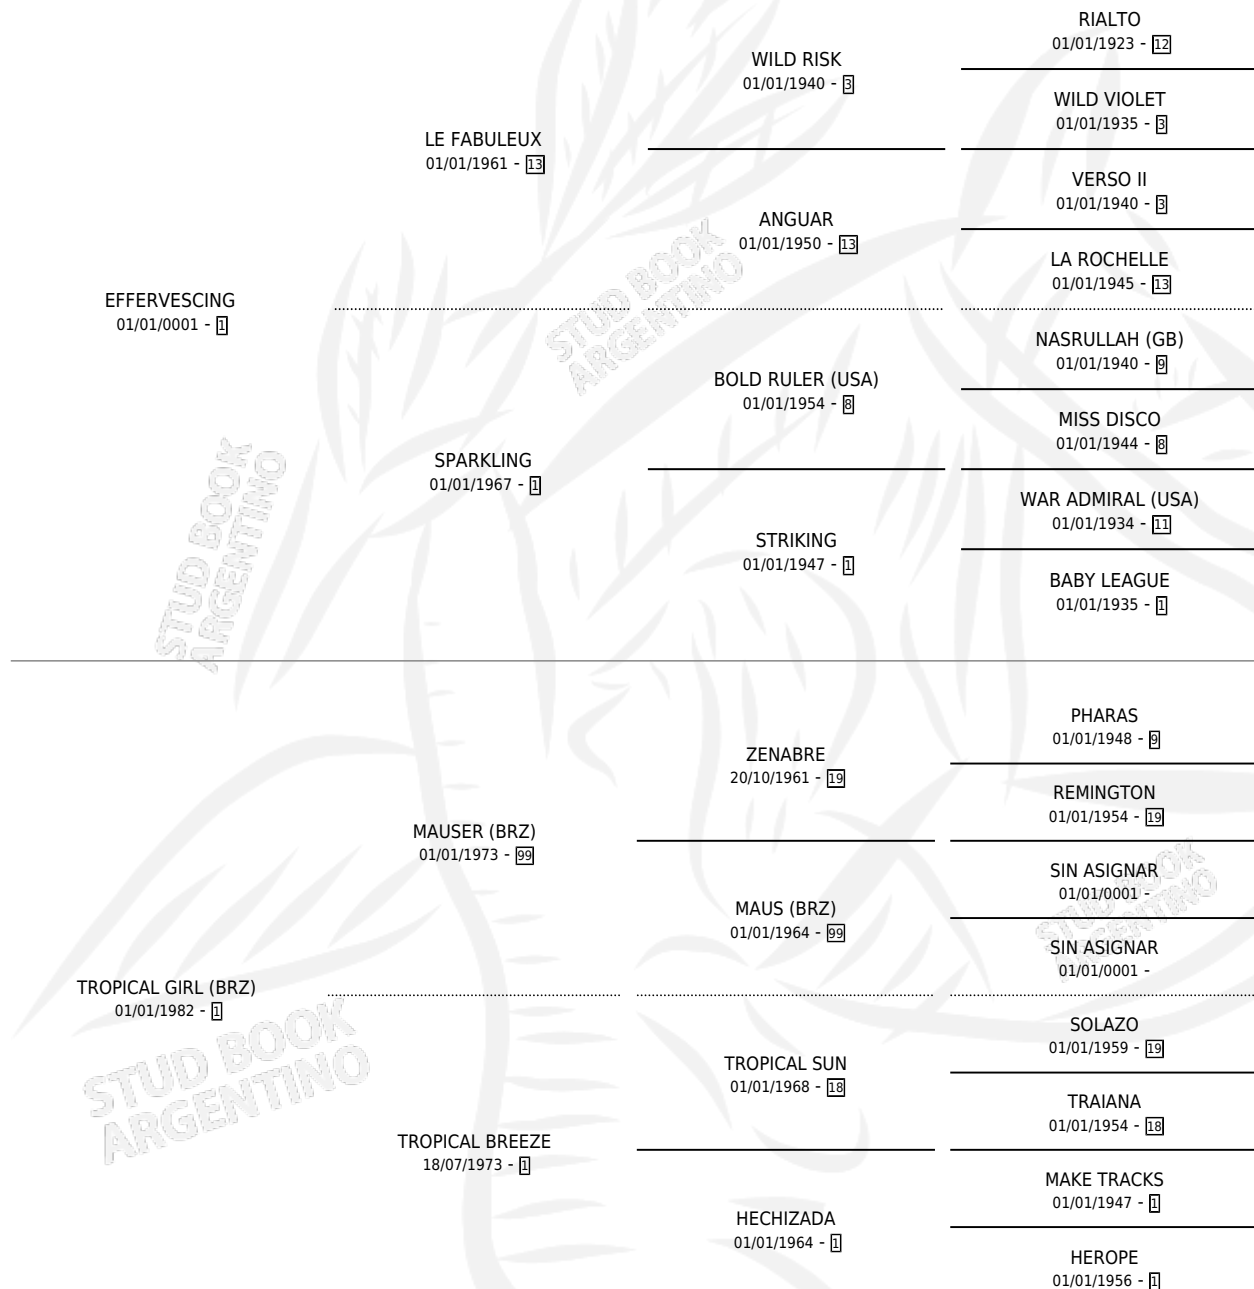 RIALTO
01/01/1923 - 12
WILD RISK
01/01/1940 - 3
WILD VIOLET
01/01/1935 - 3
LE FABULEUX
01/01/1961 - 13
VERSO II
01/01/1940 - 3
ANGUAR
01/01/1950 - 13
LA ROCHELLE
01/01/1945 - 13
EFFERVESCING
01/01/0001 - 1
NASRULLAH (GB)
01/01/1940 - 9
BOLD RULER (USA)
01/01/1954 - 8
MISS DISCO
01/01/1944 - 8
SPARKLING
01/01/1967 - 1
WAR ADMIRAL (USA)
01/01/1934 - 11
STRIKING
01/01/1947 - 1
BABY LEAGUE
01/01/1935 - 1
STUD BOOK
ARGENTINO
STUD BOOK
ARGENTINO
PHARAS
01/01/1948 - 9
ZENABRE
20/10/1961 - 19
REMINGTON
01/01/1954 - 19
MAUSER (BRZ)
01/01/1973 - 99
SIN ASIGNAR
01/01/0001 -
MAUS (BRZ)
01/01/1964 - 99
SIN ASIGNAR
01/01/0001 -
TROPICAL GIRL (BRZ)
01/01/1982 - 1
SOLAZO
01/01/1959 - 19
TROPICAL SUN
01/01/1968 - 18
TRAIANA
01/01/1954 - 18
TROPICAL BREEZE
18/07/1973 - 1
MAKE TRACKS
01/01/1947 - 1
HECHIZADA
01/01/1964 - 1
HEROPE
01/01/1956 - 1
STUD BOOK
ARGENTINO
STUD BOOK
ARGENTINO